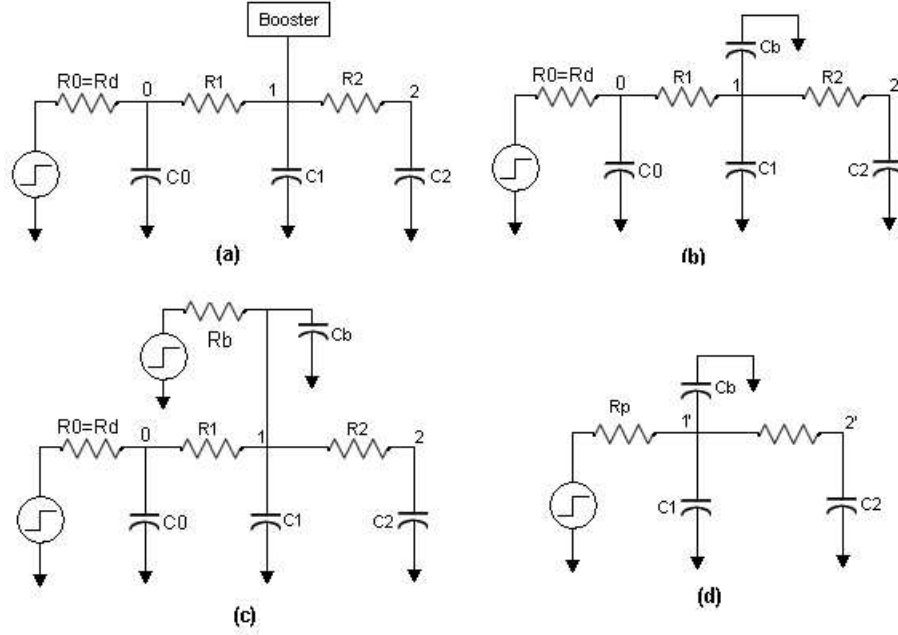 Booster
R0=Rd
0
R1
1
R2
2
C0
C1
C2
(a)
Cb
R0=Rd
0
R1
1
R2
2
C0
C1
C2
(b)
Rb
Cb
R0=Rd
0
R1
1
R2
2
C0
C1
C2
(c)
Cb
Rp
1'
2'
C1
C2
(d)